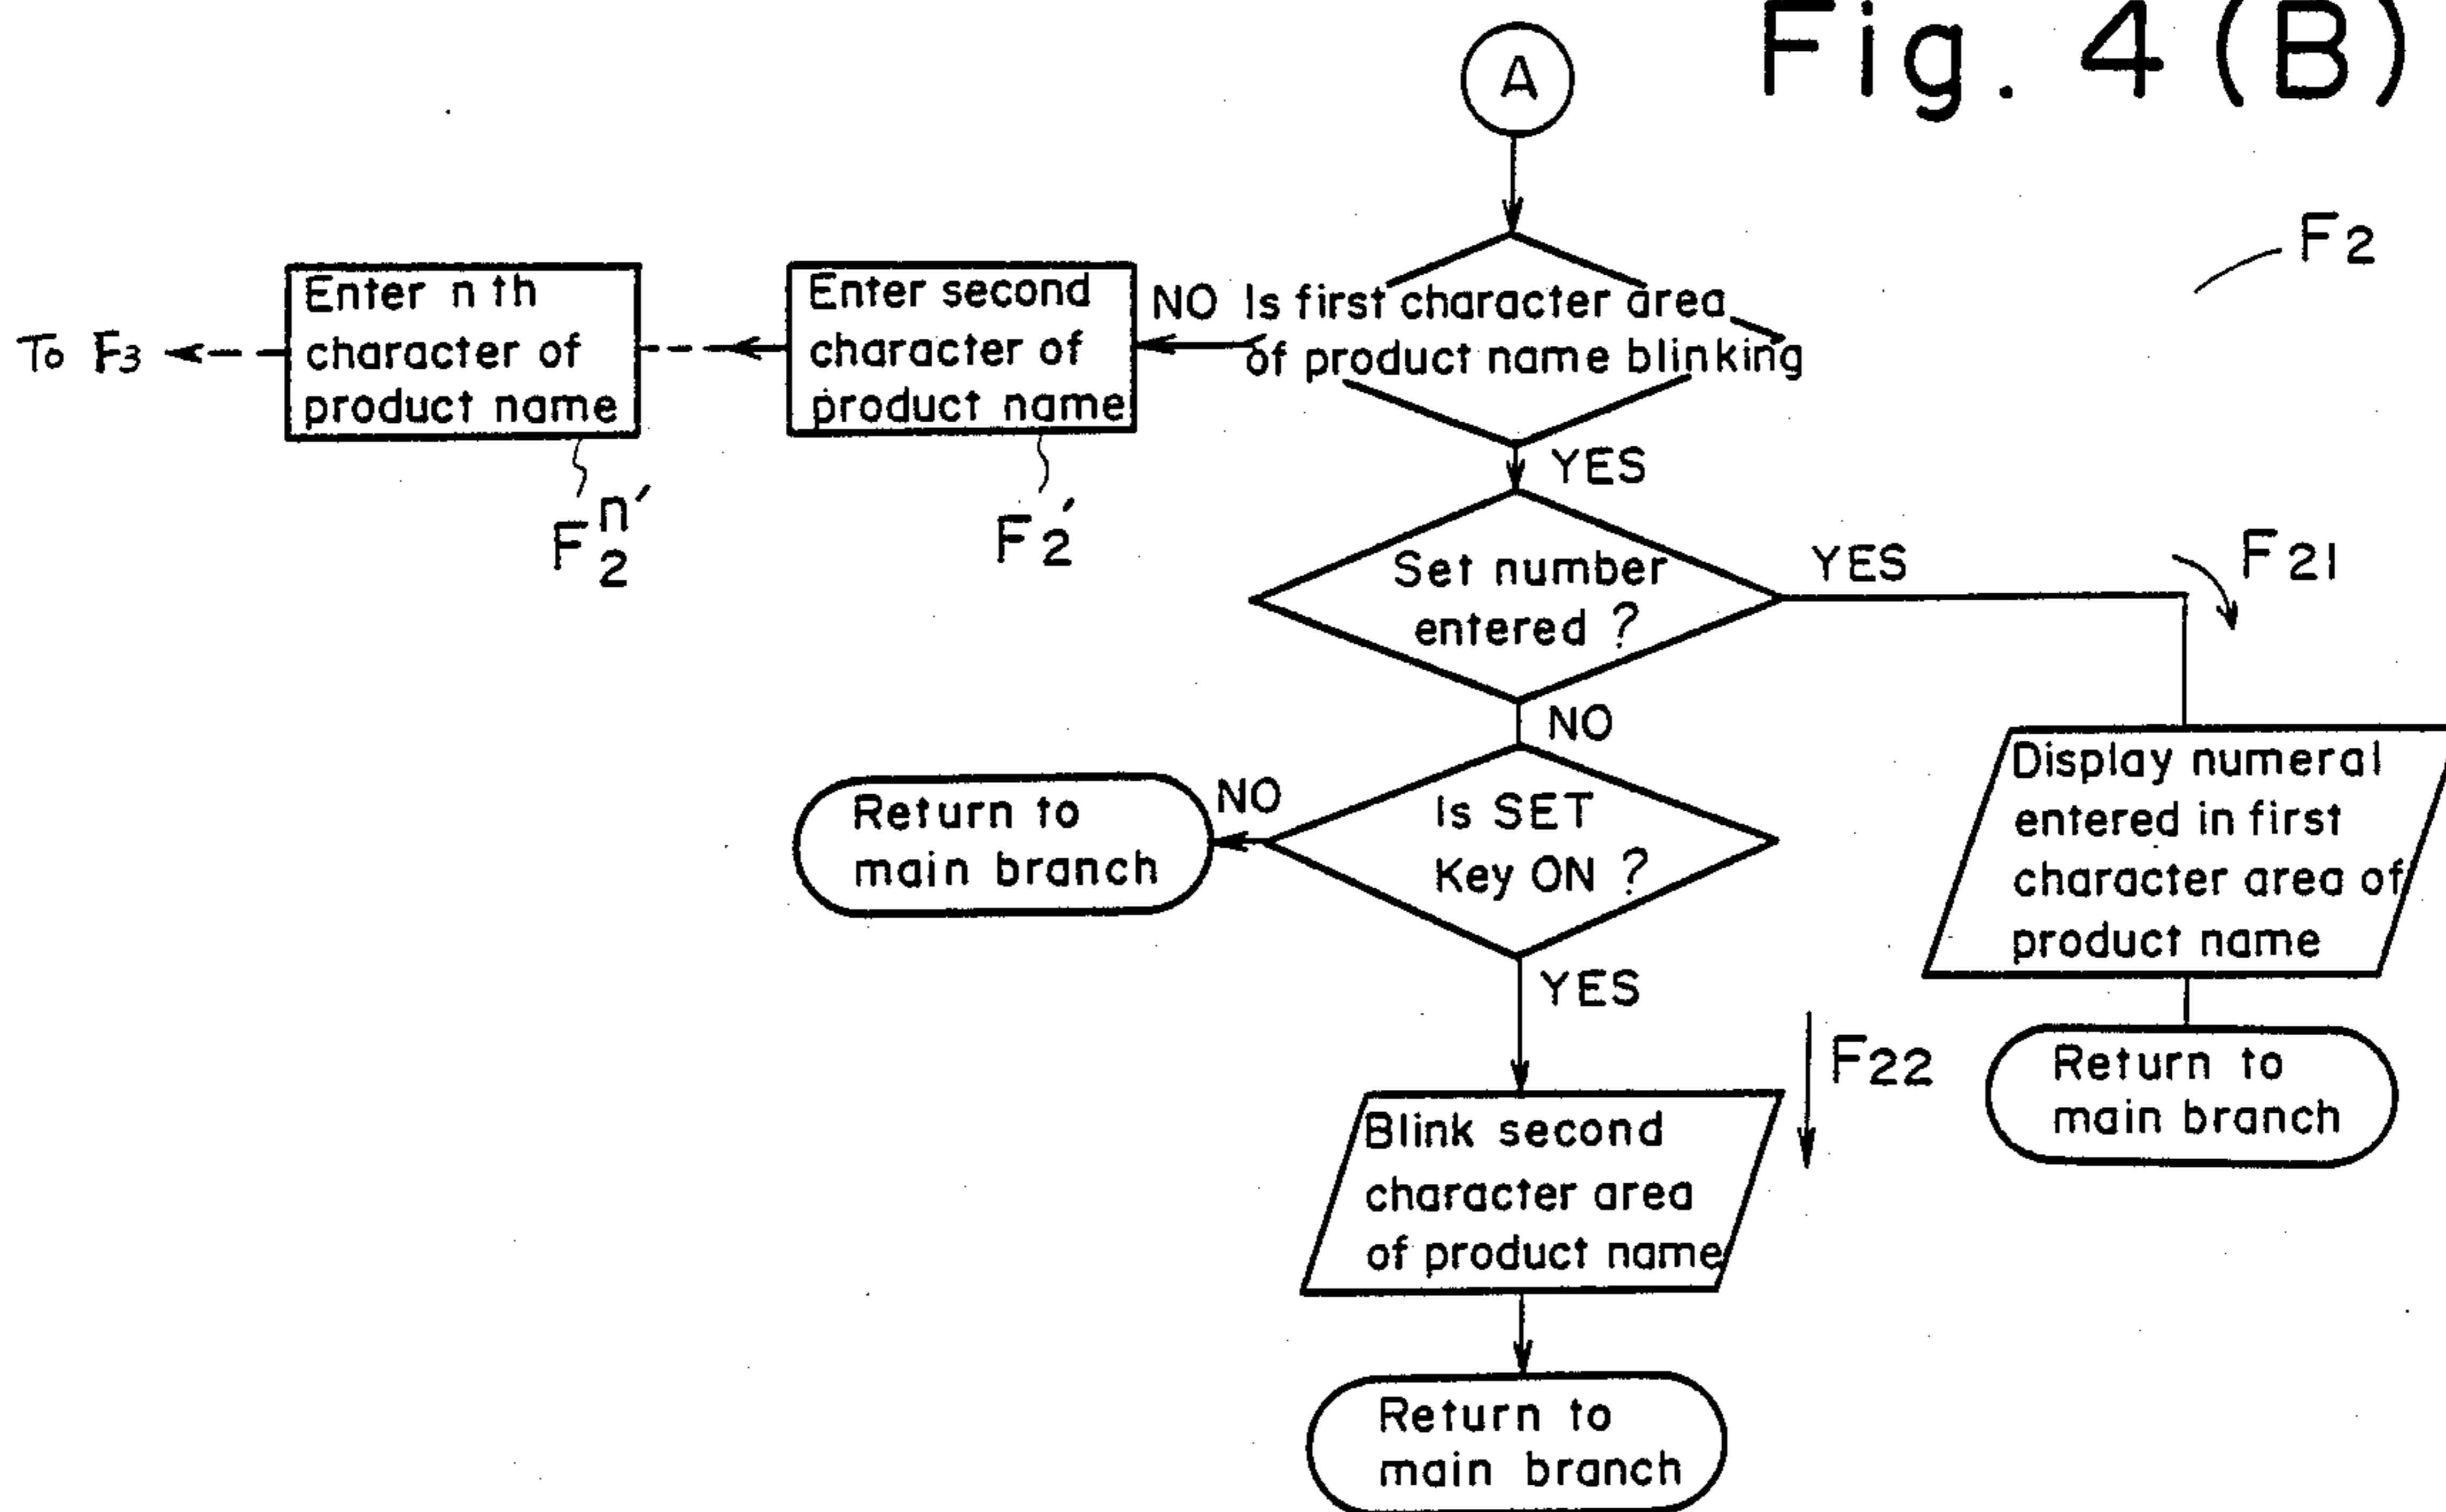 Fig. 4 (B)
A
F2
NO
Is first character area
of product name blinking
Enter second
character of
product name
F2'
Enter n th
character of
product name
F2n'
To F3
YES
Set number
entered ?
YES
F21
NO
Display numeral
entered in first
character area of
product name
Is SET
Key ON ?
NO
Return to
main branch
YES
F22
Return to
main branch
Blink second
character area
of product name
Return to
main branch